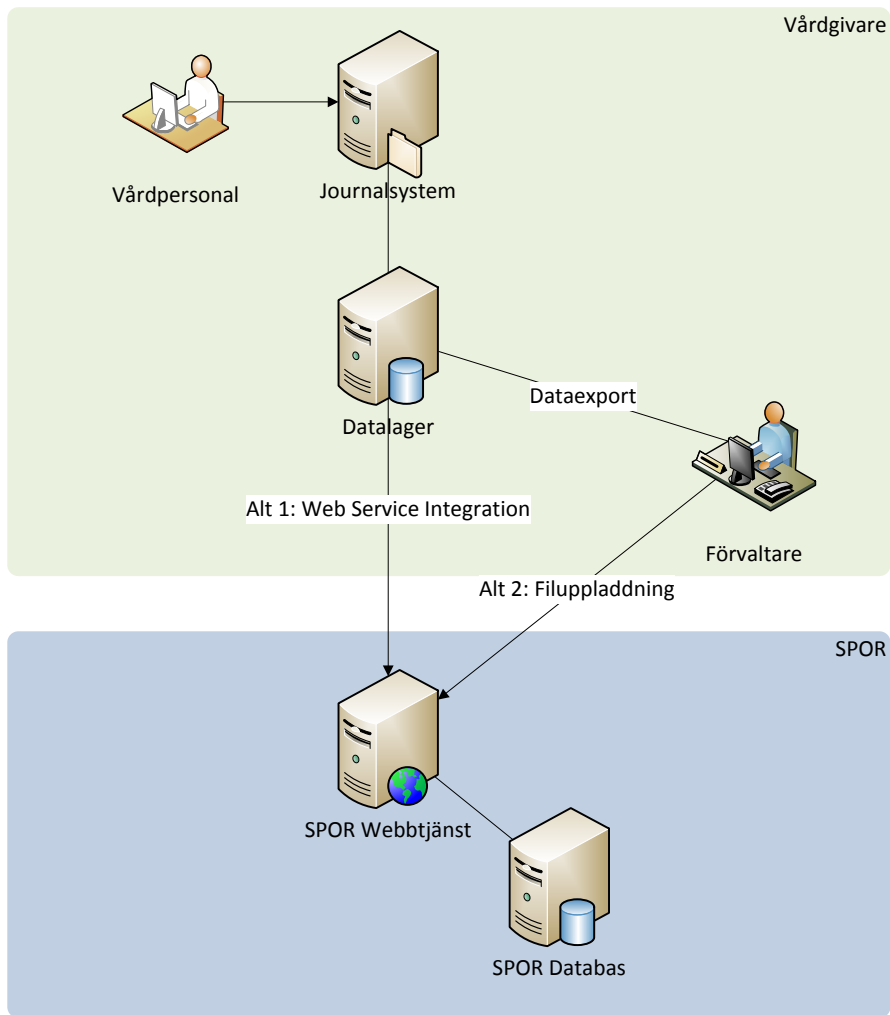 Vårdgivare
Vårdpersonal
Journalsystem
Dataexport
Datalager
Alt 1: Web Service Integration
Förvaltare
Alt 2: Filuppladdning
SPOR
SPOR Webbtjänst
SPOR Databas